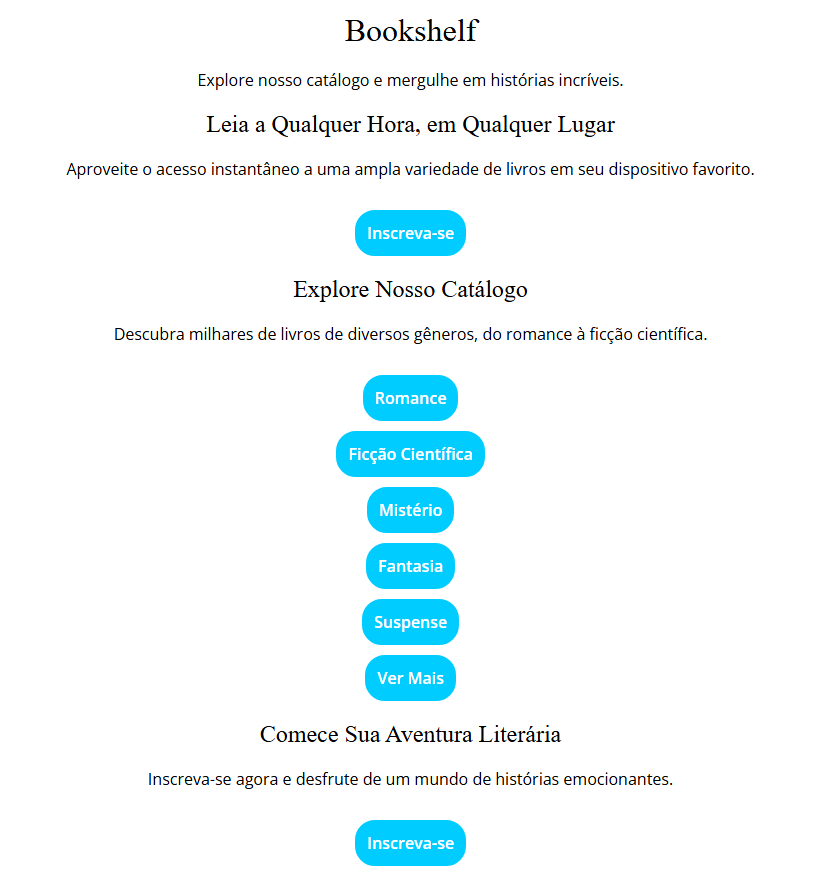 Bookshelf
Explore nosso catálogo e mergulhe em histórias incríveis.
Leia a Qualquer Hora, em Qualquer Lugar
Aproveite o acesso instantâneo a uma ampla variedade de livros em seu dispositivo favorito.
Inscreva-se
Explore Nosso Catálogo
Descubra milhares de livros de diversos gêneros, do romance à ficção científica.
Romance
Ficção Científica
Mistério
Fantasia
Suspense
Ver Mais
Comece Sua Aventura Literária
Inscreva-se agora e desfrute de um mundo de histórias emocionantes.
Inscreva-se